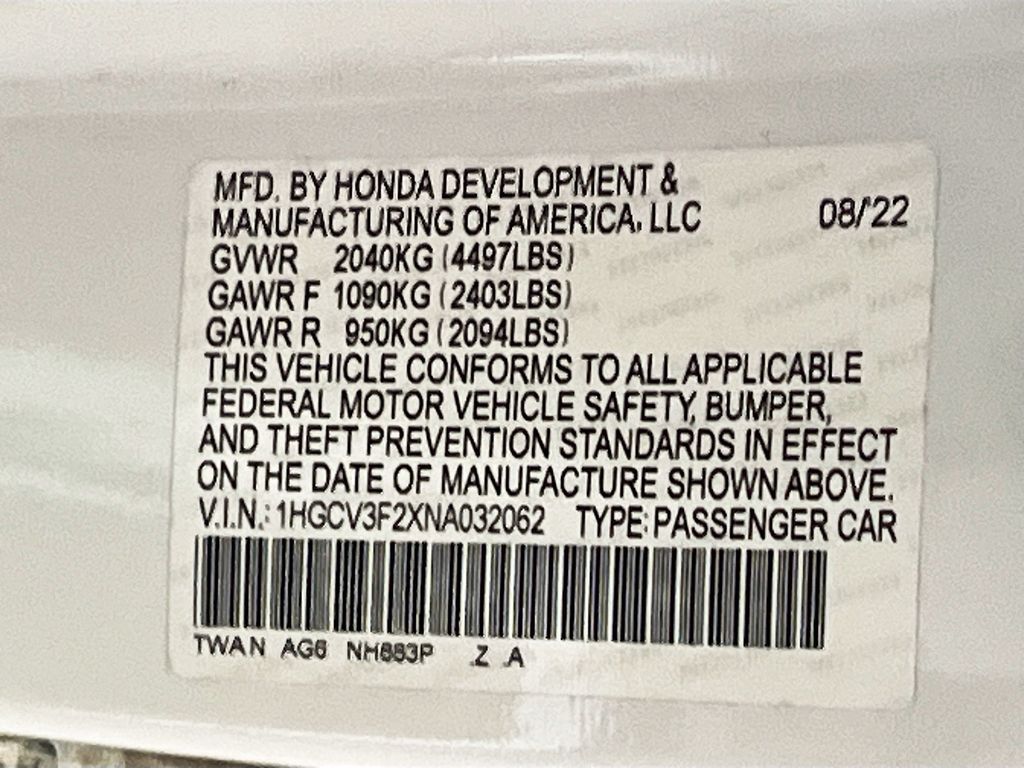 MFD. BY HONDA DEVELOPMENT &
MANUFACTURING OF AMERICA, LLC 08/'22
GVWR 2040KG (4497LBS)
GAWR F 1090KG (2403LBS)
GAWR R 950KG (2094LBS)
THIS VEHICLE CONFORMS TO ALL APPLICABLE
FEDERAL MOTOR VEHICLE SAFETY, BUMPER,
AND THEFT PREVENTION STANDARDS IN EFFECT
ON THE DATE OF MANUFACTURE SHOWN ABOVE.
V.I.N.: 1HGCV3F2XNA032062 TYPE: PASSENGER CAR
TWAN AG6 NH883P Z A